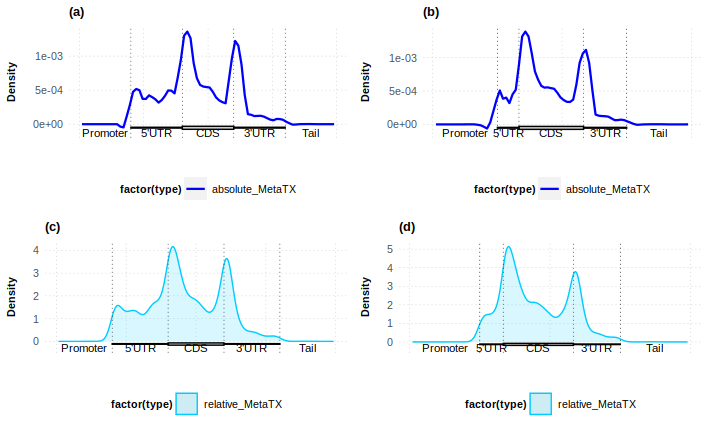 (a)
Density
1e-03
5e-04
0e+00
Promoter 5'UTR CDS 3'UTR Tail
factor(type) absolute_MetaTX
(b)
Density
1e-03
5e-04
0e+00
Promoter 5'UTR CDS 3'UTR Tail
factor(type) absolute_MetaTX
(c)
Density
4
3
2
1
0
Promoter 5'UTR CDS 3'UTR Tail
factor(type) relative_MetaTX
(d)
Density
5
4
3
2
1
0
Promoter 5'UTR CDS 3'UTR Tail
factor(type) relative_MetaTX